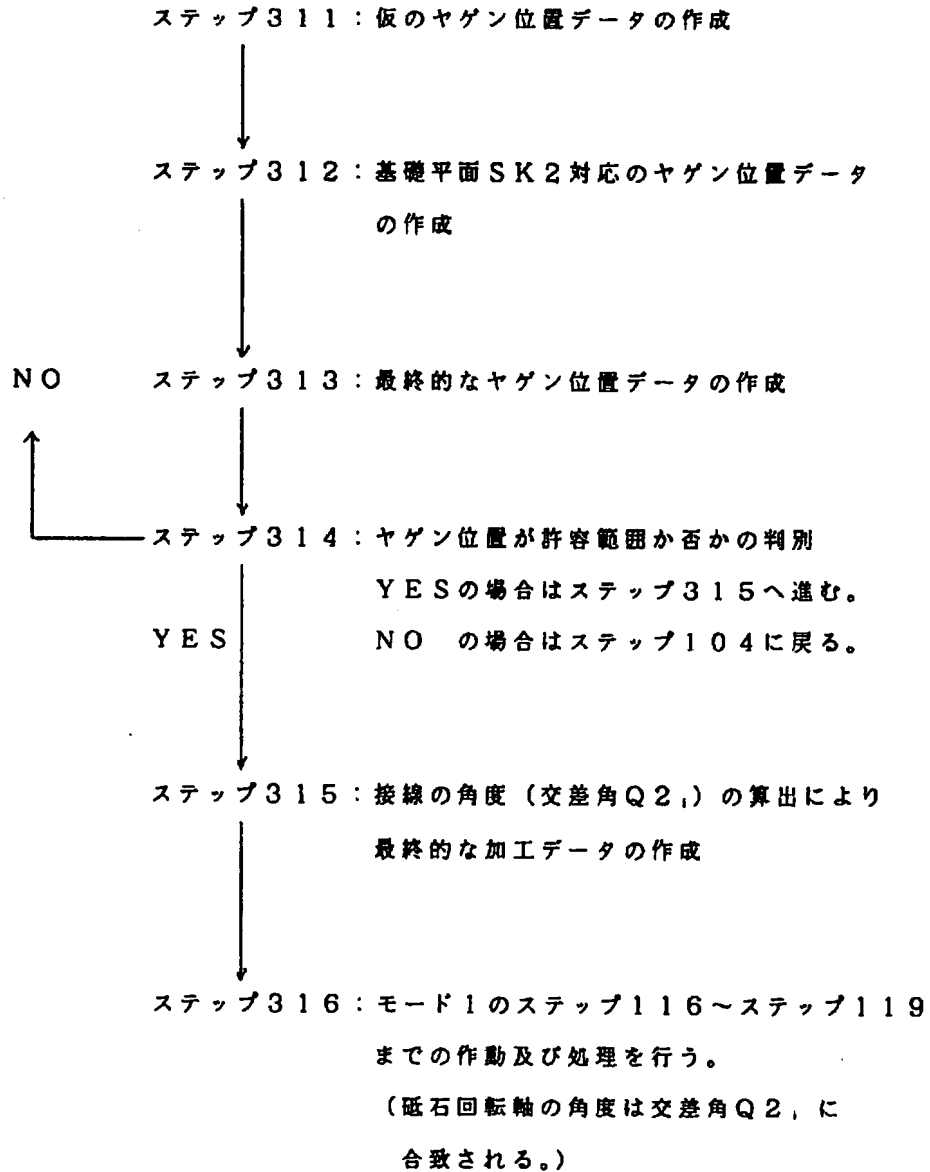 ステップ311：仮のヤゲン位置データの作成
ステップ312：基礎平面SK2対応のヤゲン位置データ
の作成
NO
ステップ313：最終的なヤゲン位置データの作成
ステップ314：ヤゲン位置が許容範囲か否かの判別
YESの場合はステップ315へ進む。
YES
NO の場合はステップ104に戻る。
ステップ315：接線の角度（交差角Q2ᵢ）の算出により
最終的な加工データの作成
ステップ316：モード1のステップ116〜ステップ119
までの作動及び処理を行う。
（砥石回転軸の角度は交差角Q2ᵢに
合致される。）